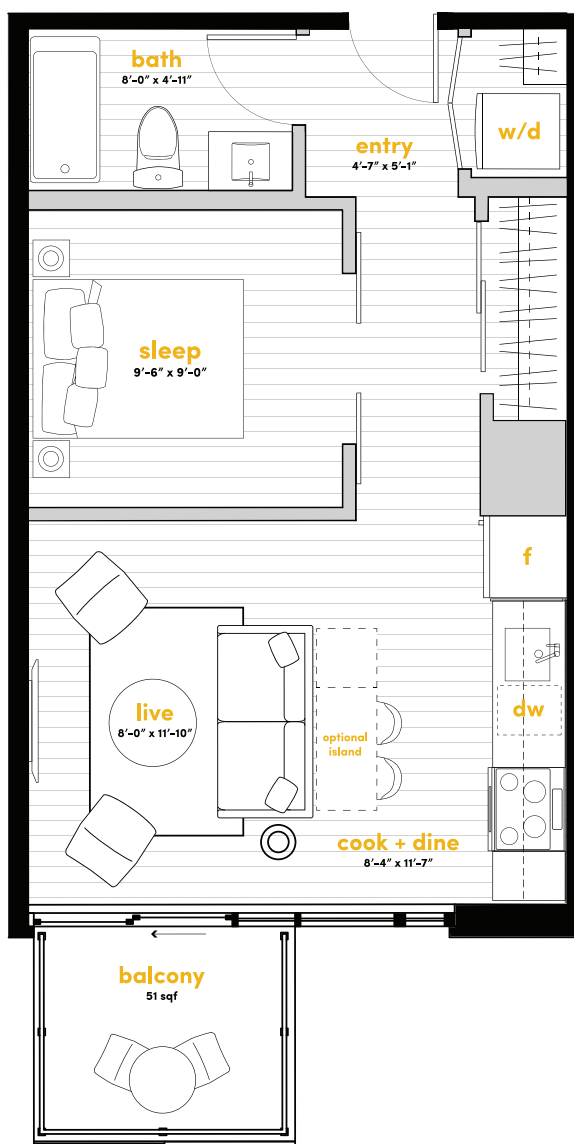 bath
8'-0" x 4'-11"
w/d
entry
4'-7" x 5'-1"
sleep
9'-6" x 9'-0"
f
live
8'-0" x 11'-10"
dw
optional
island
cook + dine
8'-4" x 11'-7"
balcony
51 sqf